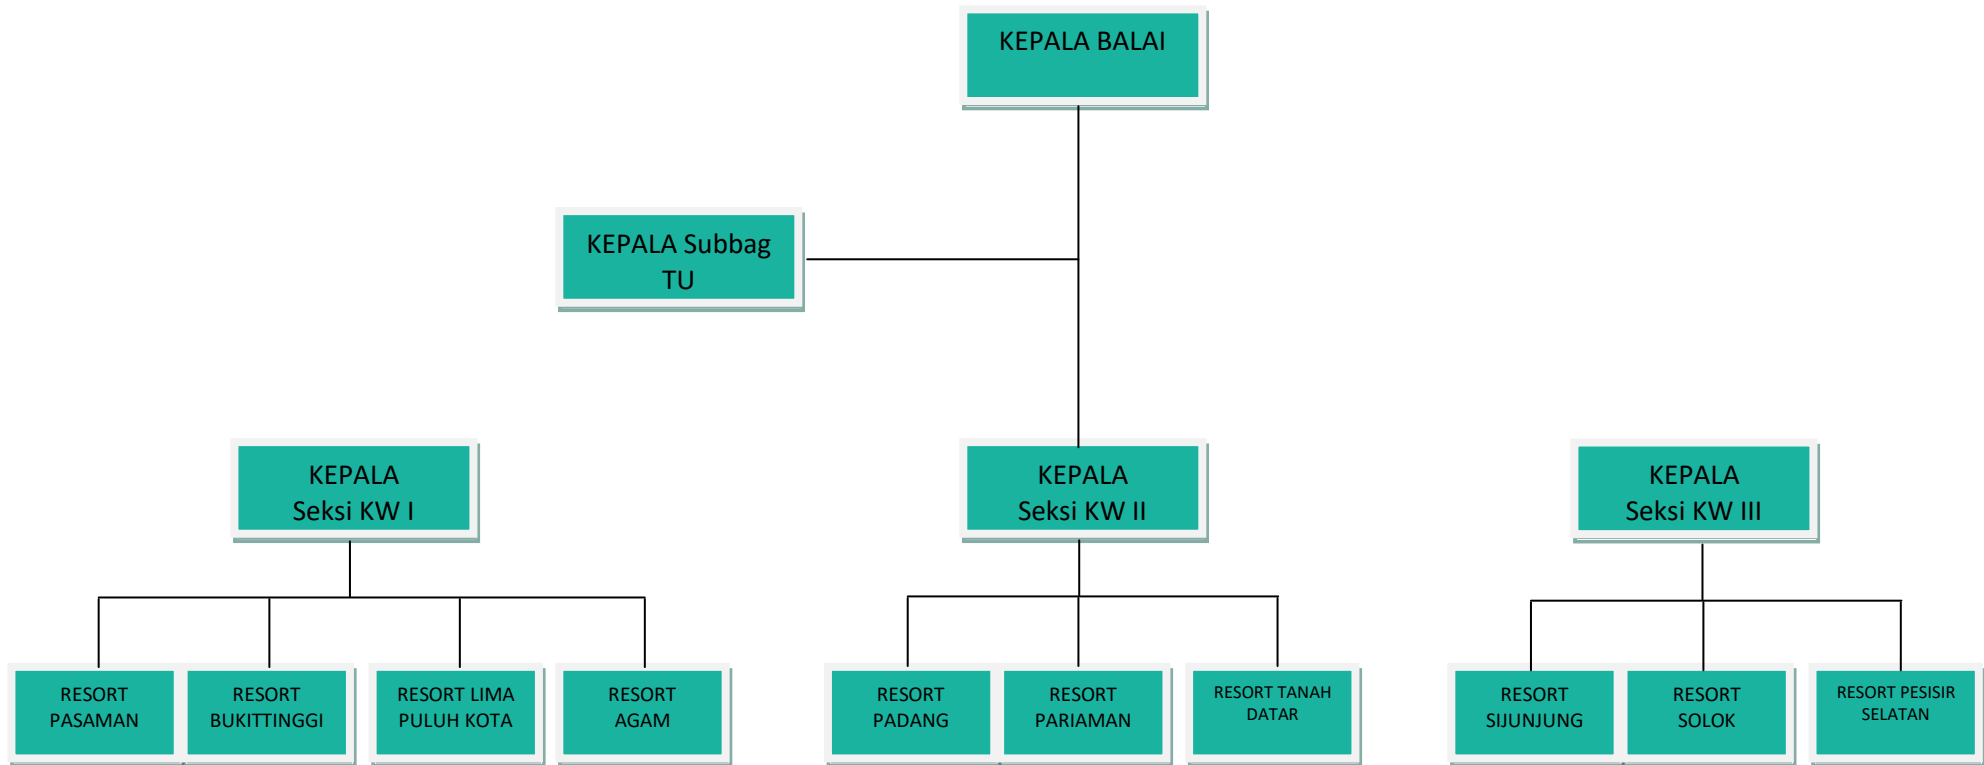 KEPALA BALAI
KEPALA Subbag
TU
KEPALA
Seksi KW I
KEPALA
Seksi KW II
KEPALA
Seksi KW III
RESORT
PASAMAN
RESORT
BUKITTINGGI
RESORT LIMA
PULUH KOTA
RESORT
AGAM
RESORT
PADANG
RESORT
PARIAMAN
RESORT TANAH
DATAR
RESORT
SIJUNJUNG
RESORT
SOLOK
RESORT PESISIR
SELATAN